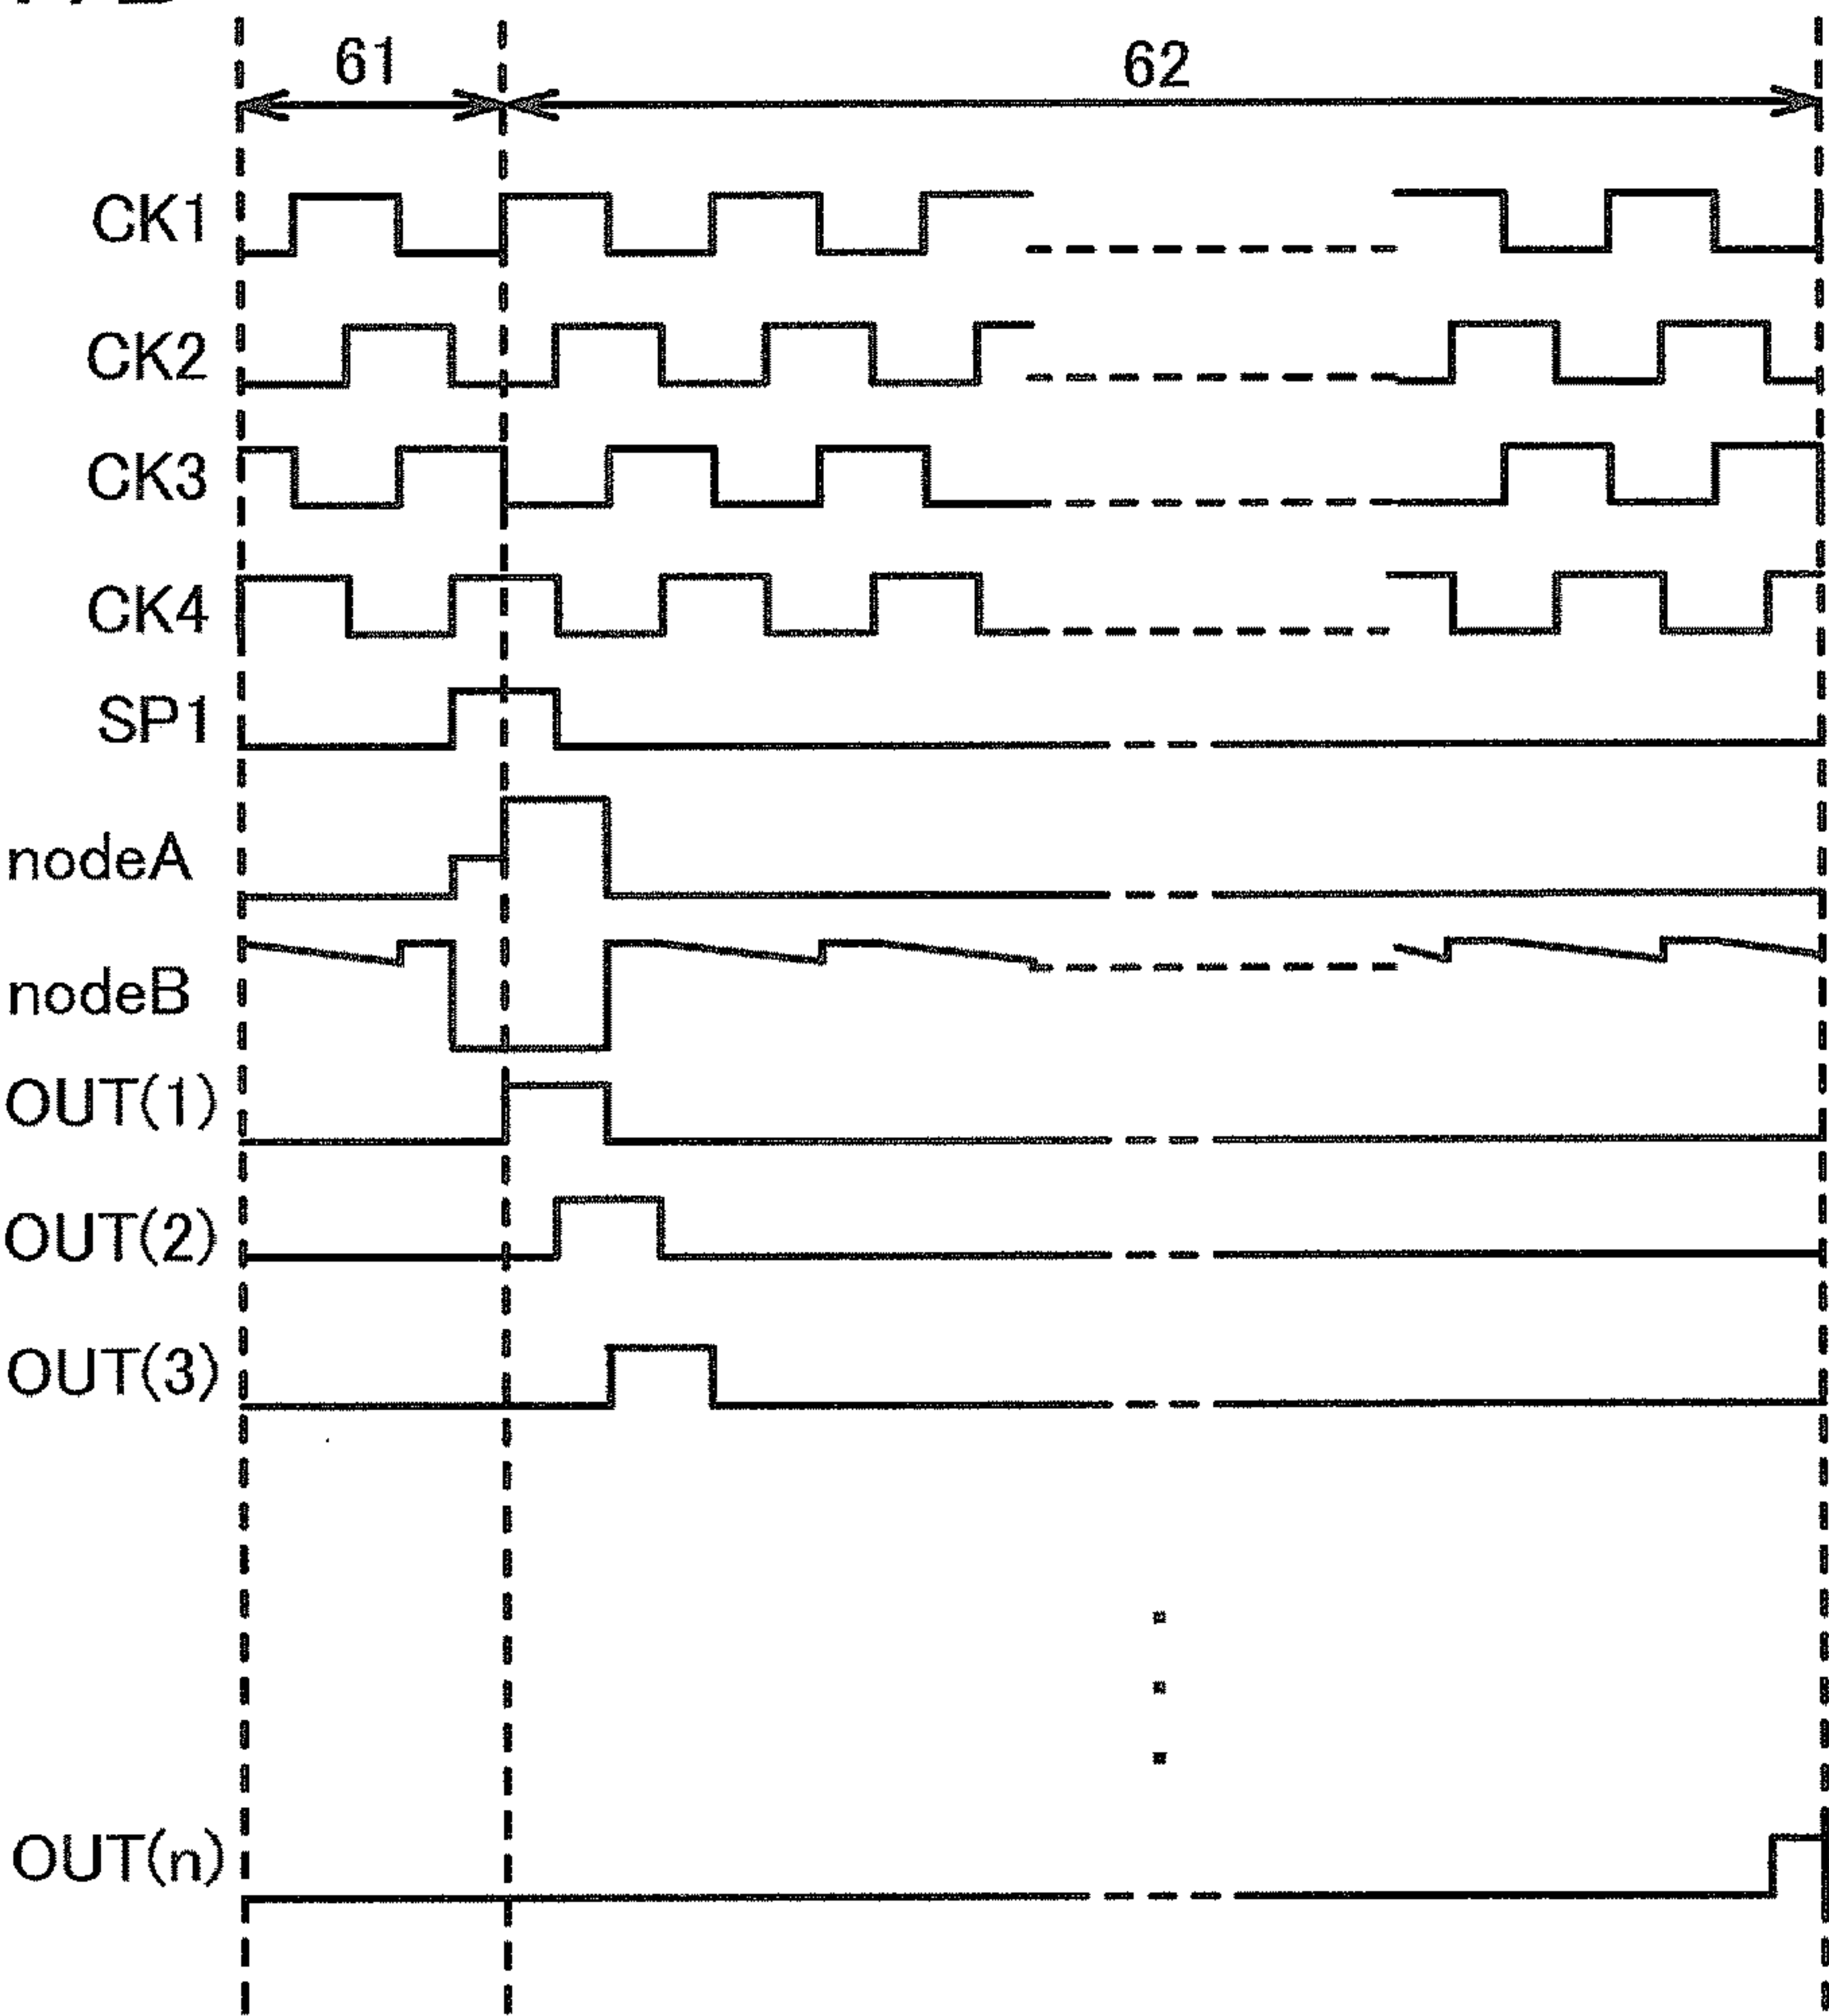 61
62
CK1
CK2
CK3
CK4
SP1
nodeA
nodeB
OUT(1)
OUT(2)
OUT(3)
OUT(n)